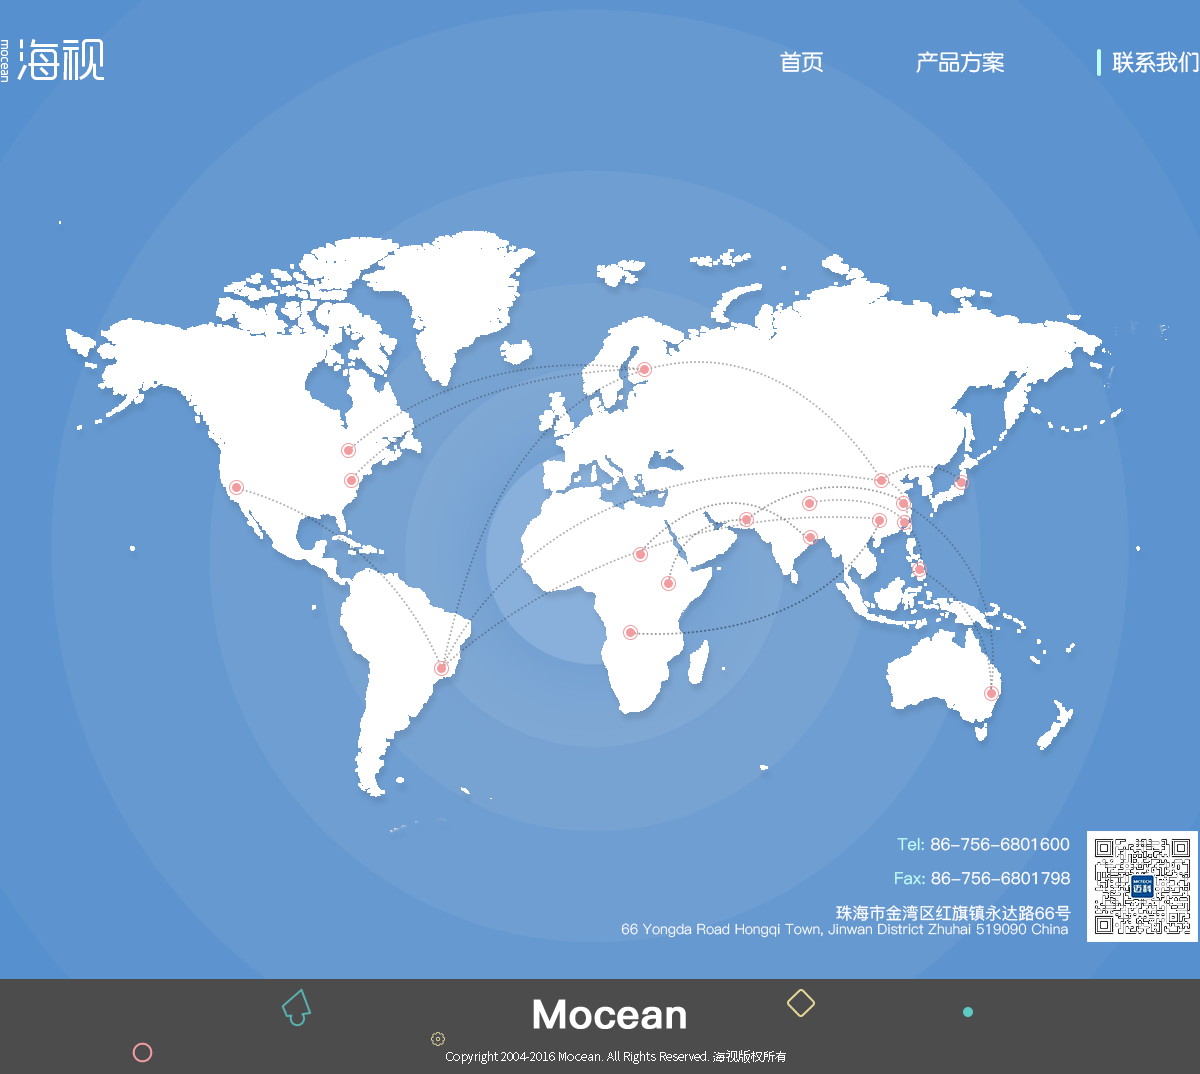 mocean 海视
首页 产品方案 联系我们
Tel: 86-756-6801600
Fax: 86-756-6801798
珠海市金湾区红旗镇永达路66号
66 Yongda Road Hongqi Town, Jinwan District Zhuhai 519090 China
MICTECH
迈科
Mocean
Copyright 2004-2016 Mocean. All Rights Reserved. 海视版权所有